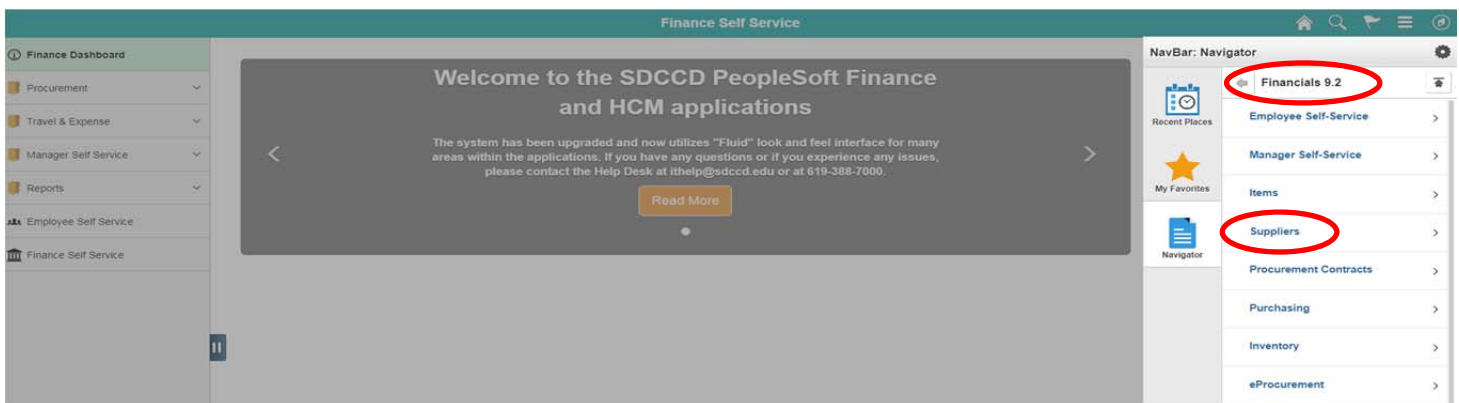 Finance Self Service
Finance Dashboard
Procurement
Travel & Expense
Manager Self Service
Reports
Employee Self Service
Finance Self Service
Welcome to the SDCCD PeopleSoft Finance
and HCM applications
The system has been upgraded and now utilizes "Fluid" look and feel interface for many
areas within the applications. If you have any questions or if you experience any issues,
please contact the Help Desk at ithelp@sdccd.edu or at 619-388-7000.
Read More
NavBar: Navigator
Recent Places
My Favorites
Navigator
Financials 9.2
Employee Self-Service
Manager Self-Service
Items
Suppliers
Procurement Contracts
Purchasing
Inventory
eProcurement